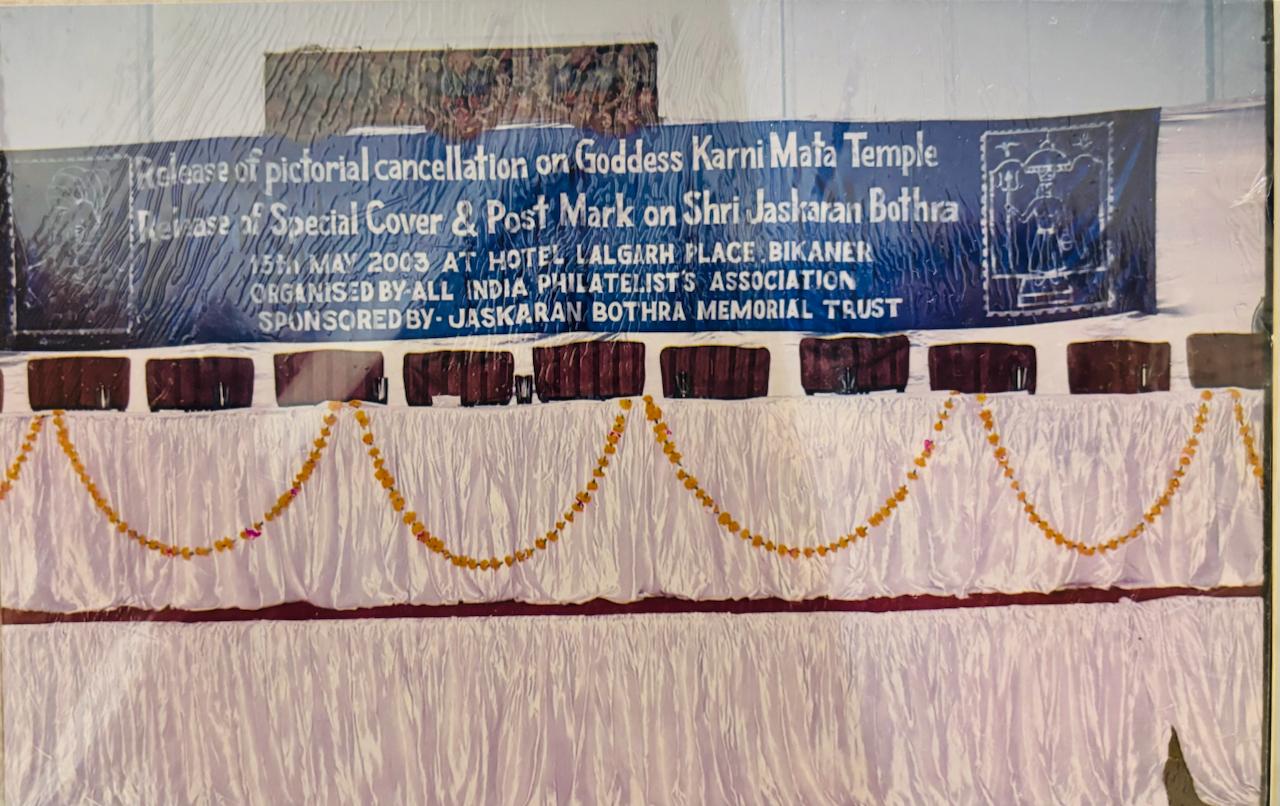 Release of pictorial cancellation on Goddess Karni Mata Temple
Release of Special Cover & Post Mark on Shri Jaskaran Bothra
15th MAY 2003 AT HOTEL LALGARH PLACE. BIKANER
ORGANISED BY-ALL INDIA PHILATELIST'S ASSOCIATION
SPONSORED BY- JASKARAN BOTHRA MEMORIAL TRUST